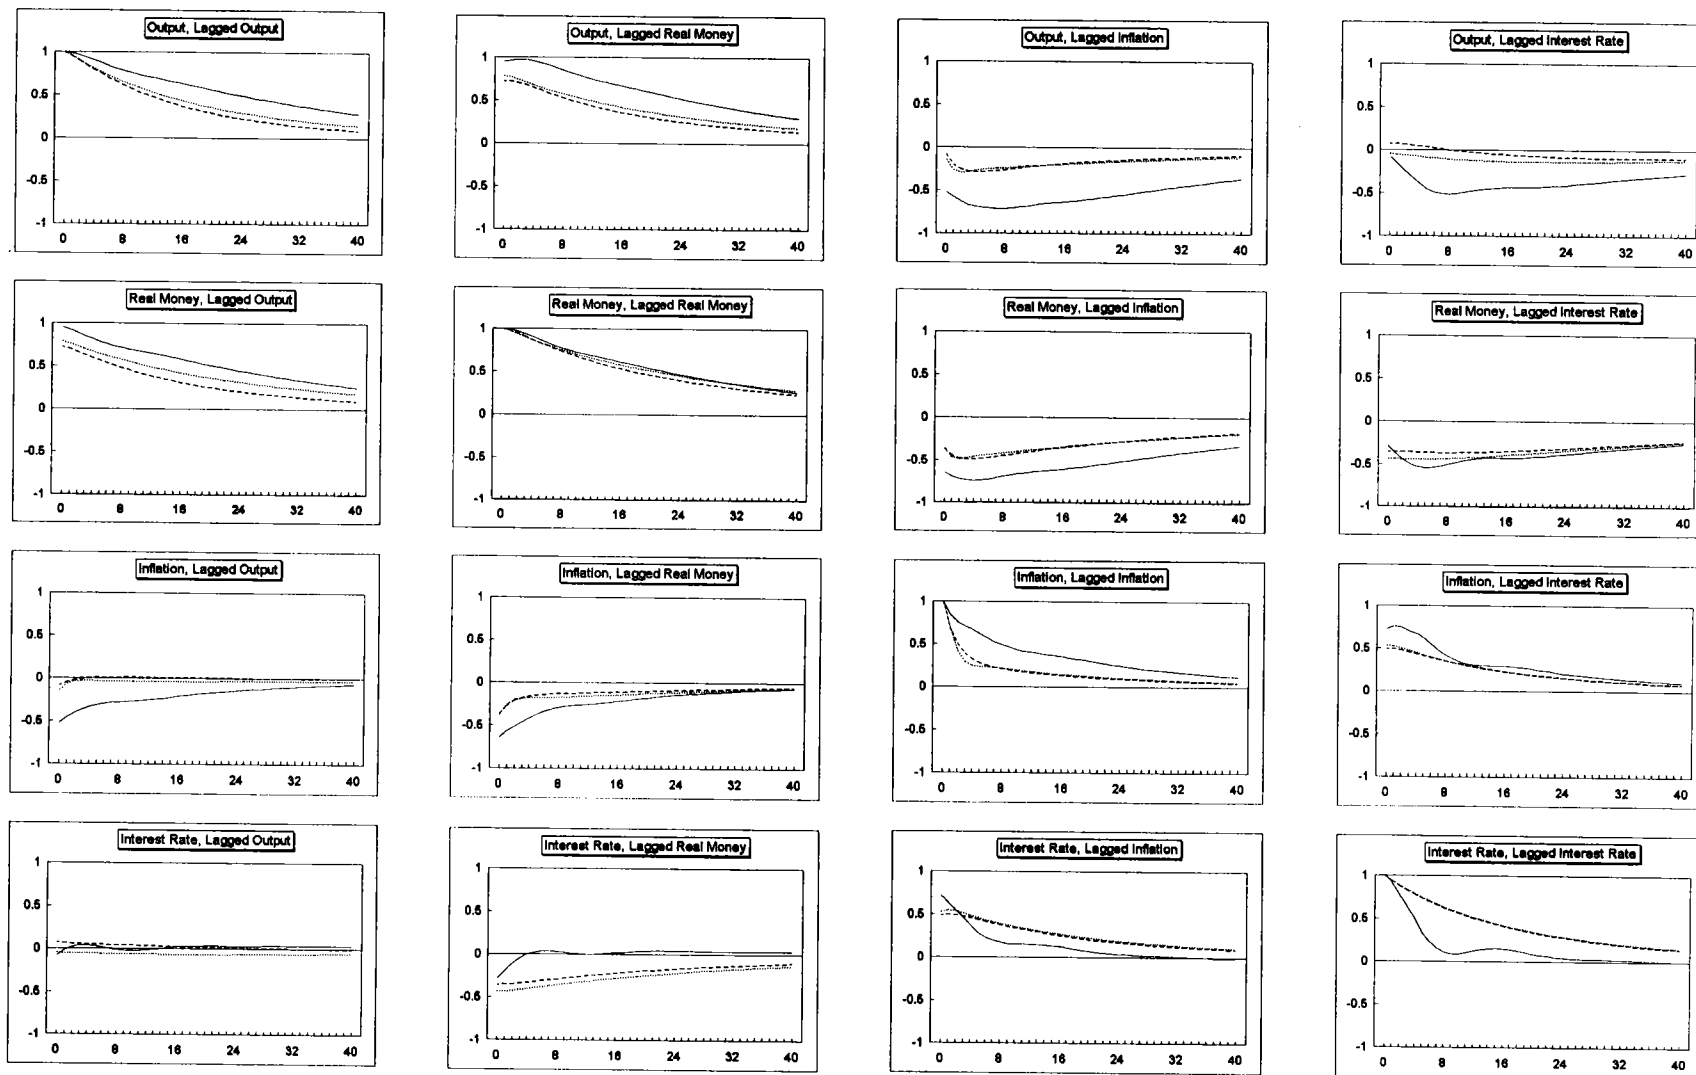 Output, Lagged Output
1
0.5
0
-0.5
-1
0 8 16 24 32 40
Output, Lagged Real Money
1
0.5
0
-0.5
-1
0 8 16 24 32 40
Output, Lagged Inflation
1
0.5
0
-0.5
-1
0 8 16 24 32 40
Output, Lagged Interest Rate
1
0.5
0
-0.5
-1
0 8 16 24 32 40
Real Money, Lagged Output
1
0.5
0
-0.5
-1
0 8 16 24 32 40
Real Money, Lagged Real Money
1
0.5
0
-0.5
-1
0 8 16 24 32 40
Real Money, Lagged Inflation
1
0.5
0
-0.5
-1
0 8 16 24 32 40
Real Money, Lagged Interest Rate
1
0.5
0
-0.5
-1
0 8 16 24 32 40
Inflation, Lagged Output
1
0.5
0
-0.5
-1
0 8 16 24 32 40
Inflation, Lagged Real Money
1
0.5
0
-0.5
-1
0 8 16 24 32 40
Inflation, Lagged Inflation
1
0.5
0
-0.5
-1
0 8 16 24 32 40
Inflation, Lagged Interest Rate
1
0.5
0
-0.5
-1
0 8 16 24 32 40
Interest Rate, Lagged Output
1
0.5
0
-0.5
-1
0 8 16 24 32 40
Interest Rate, Lagged Real Money
1
0.5
0
-0.5
-1
0 8 16 24 32 40
Interest Rate, Lagged Inflation
1
0.5
0
-0.5
-1
0 8 16 24 32 40
Interest Rate, Lagged Interest Rate
1
0.5
0
-0.5
-1
0 8 16 24 32 40